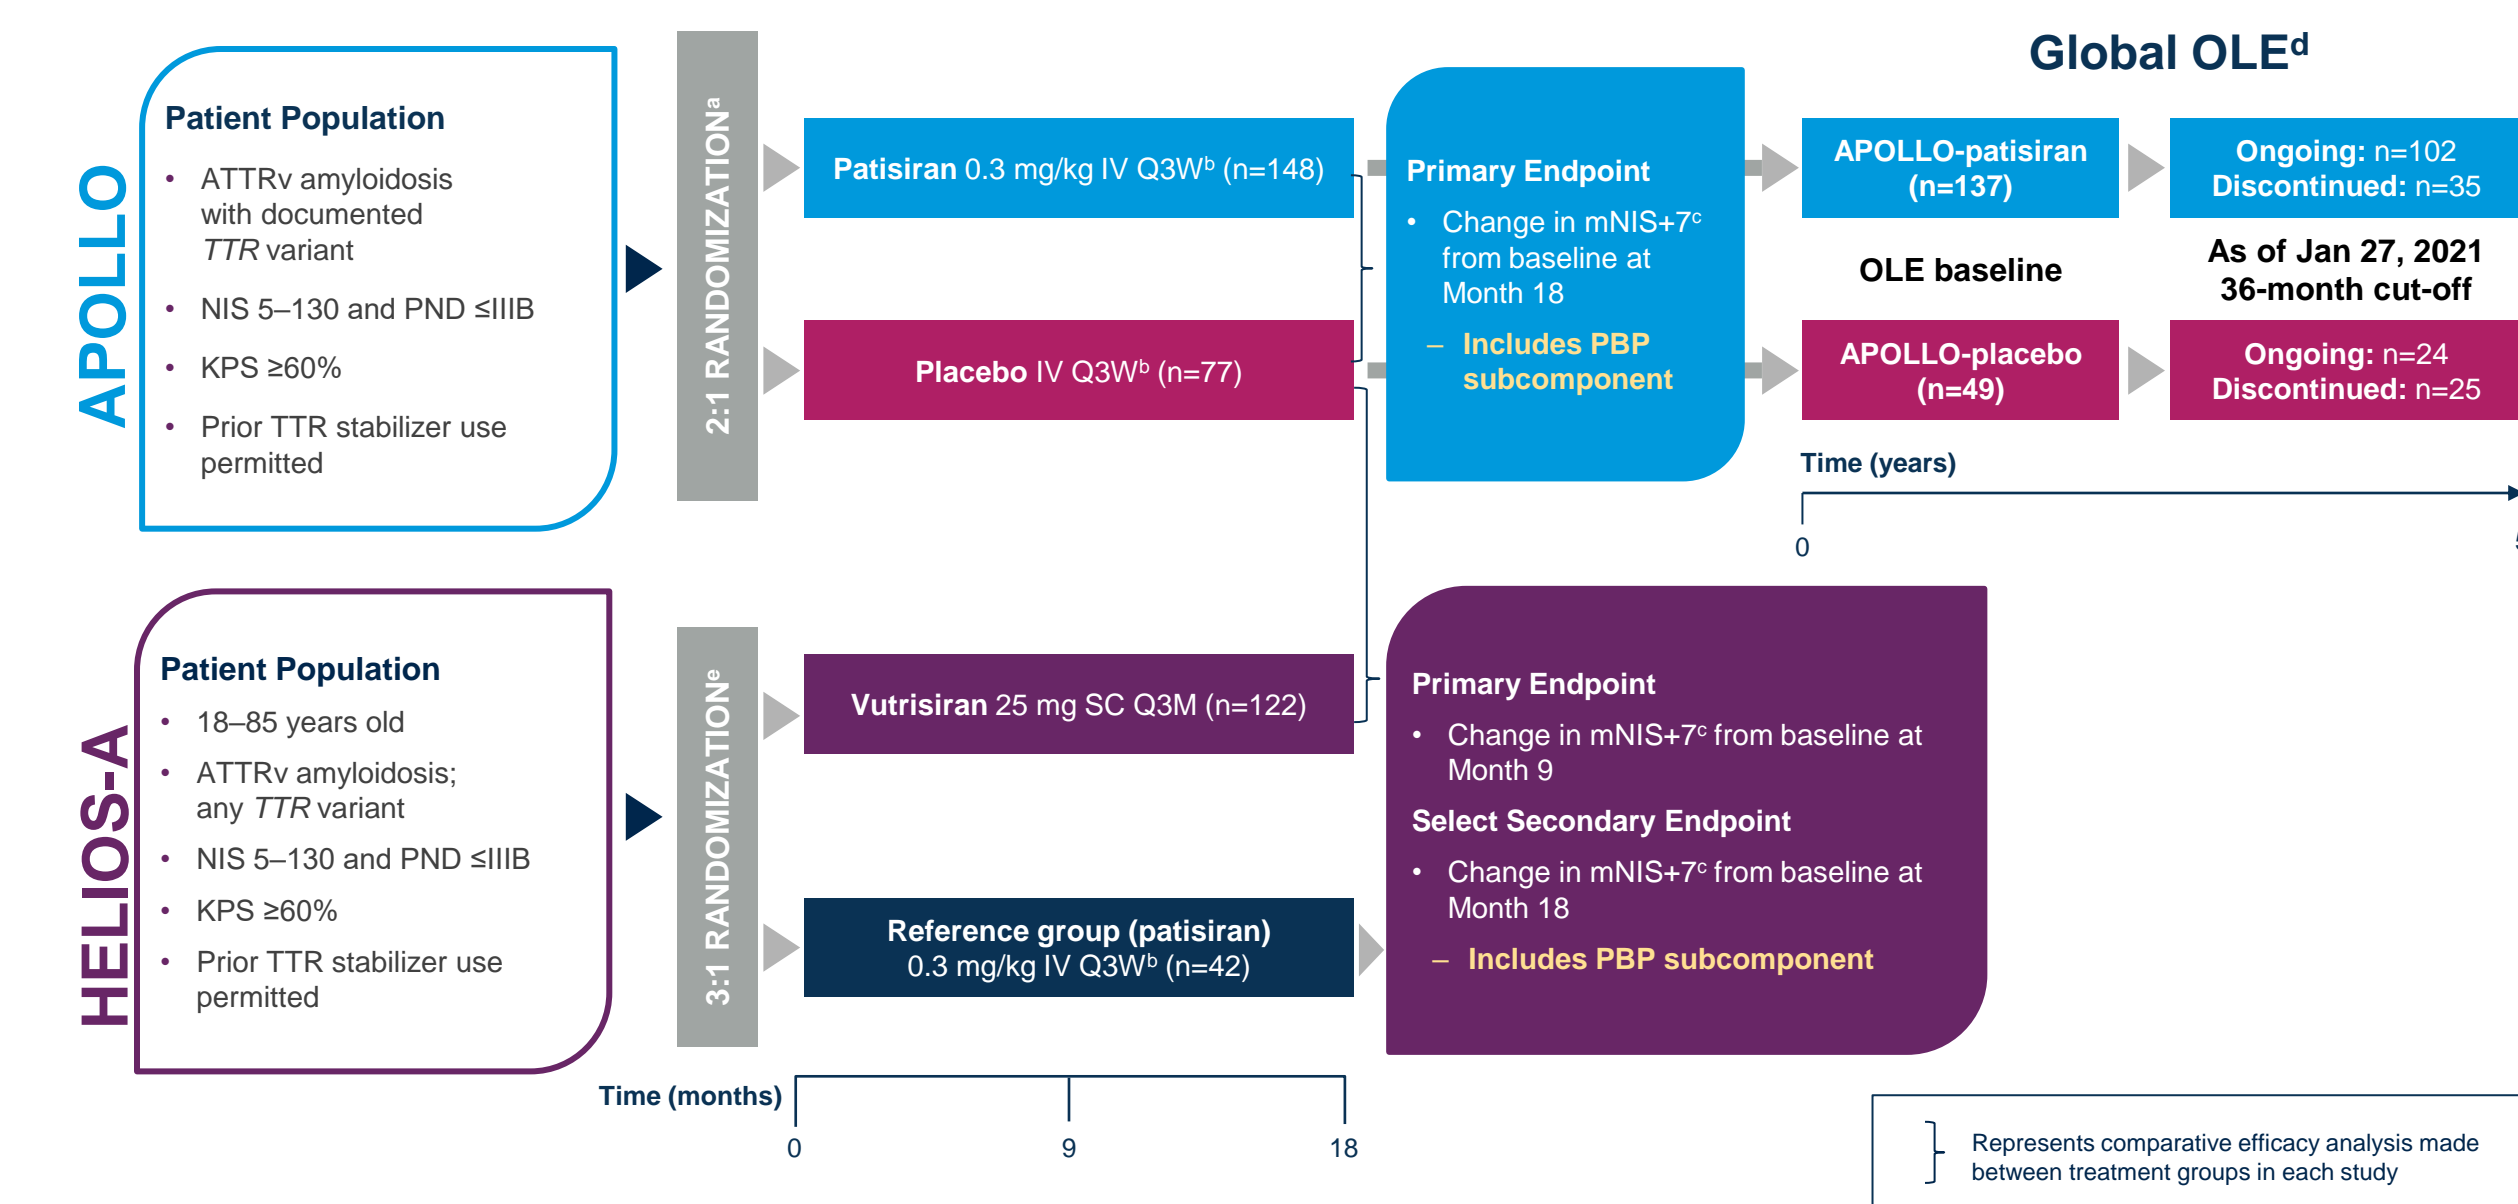 APOLLO
Patient Population
• ATTRv amyloidosis
with documented
TTR variant
• NIS 5–130 and PND ≤IIIB
• KPS ≥60%
• Prior TTR stabilizer use
permitted
2:1 RANDOMIZATIONᵃ
Patisiran 0.3 mg/kg IV Q3Wᵇ (n=148)
Placebo IV Q3Wᵇ (n=77)
Primary Endpoint
• Change in mNIS+7ᶜ
from baseline at
Month 18
– Includes PBP
subcomponent
Global OLEᵈ
APOLLO-patisiran
(n=137)
Ongoing: n=102
Discontinued: n=35
OLE baseline
As of Jan 27, 2021
36-month cut-off
APOLLO-placebo
(n=49)
Ongoing: n=24
Discontinued: n=25
Time (years)
0
HELIOS-A
Patient Population
• 18–85 years old
• ATTRv amyloidosis;
any TTR variant
• NIS 5–130 and PND ≤IIIB
• KPS ≥60%
• Prior TTR stabilizer use
permitted
3:1 RANDOMIZATIONᵉ
Vutrisiran 25 mg SC Q3M (n=122)
Reference group (patisiran)
0.3 mg/kg IV Q3Wᵇ (n=42)
Primary Endpoint
• Change in mNIS+7ᶜ from baseline at
Month 9
Select Secondary Endpoint
• Change in mNIS+7ᶜ from baseline at
Month 18
– Includes PBP subcomponent
Time (months)
0 9 18
Represents comparative efficacy analysis made
between treatment groups in each study